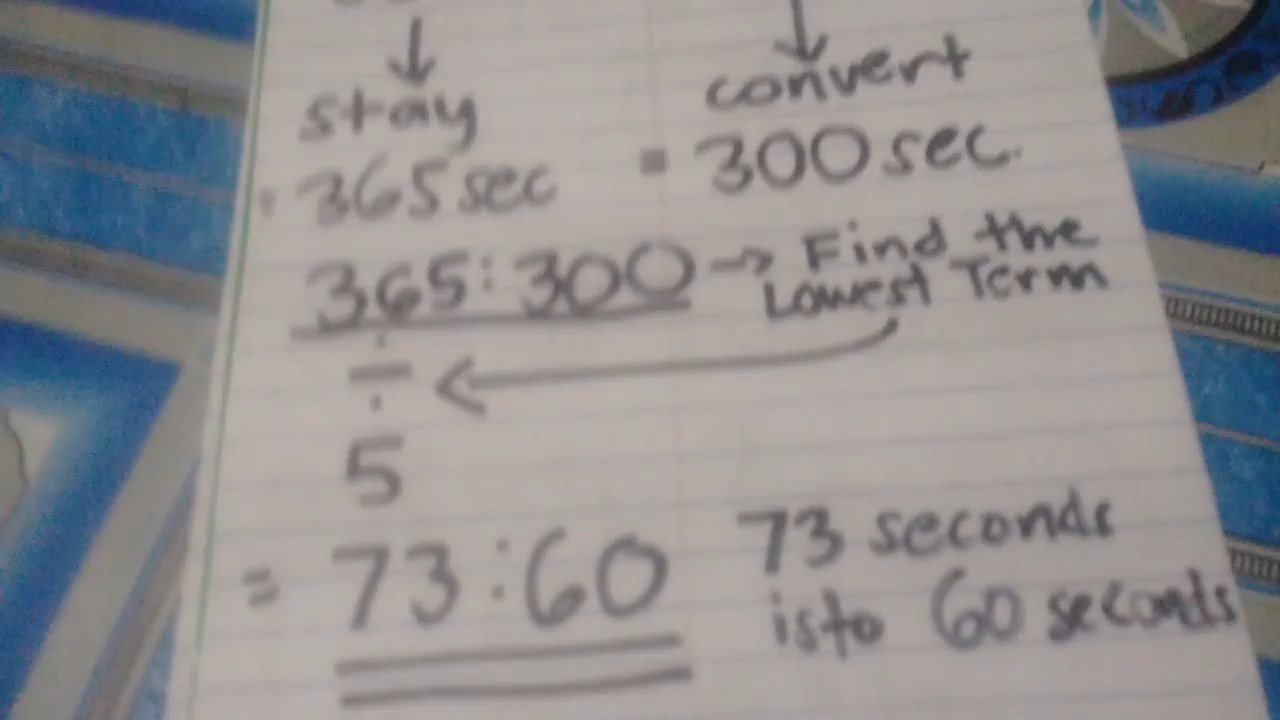 ↓ ↓
stay convert
= 365 sec = 300 sec.
365:300 → Find the
Lowest Term
÷ ←
5
= 73:60 73 seconds
is to 60 seconds